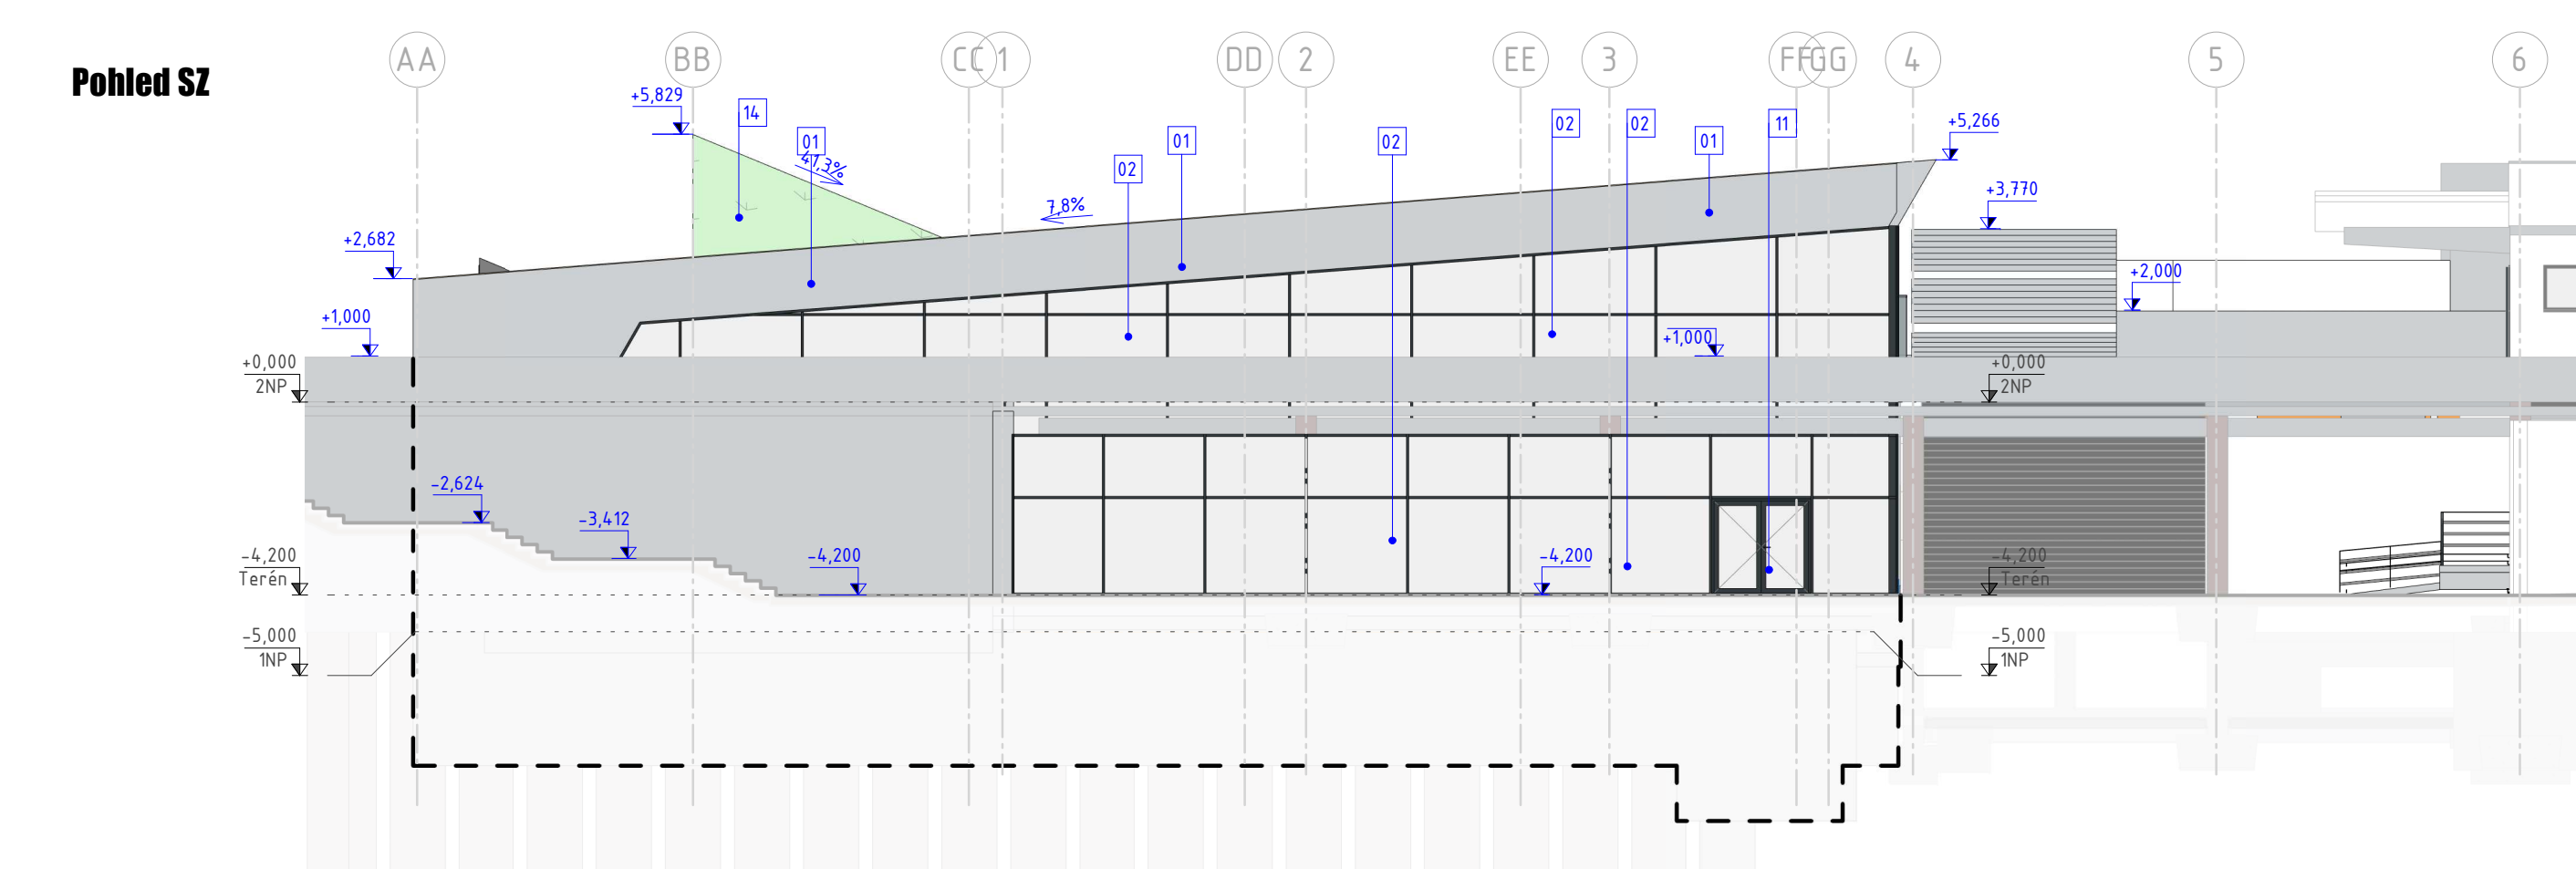 Pohled SZ
AA
BB
CC
1
DD
2
EE
3
FF
GG
4
5
6
+5,829
14
01
41,3%
02
01
02
02
02
01
11
+5,266
7,8%
+3,770
+2,682
+2,000
+1,000
+1,000
+0,000
2NP
+0,000
2NP
-2,624
-3,412
-4,200
-4,200
-4,200
Terén
-4,200
Terén
-5,000
1NP
-5,000
1NP